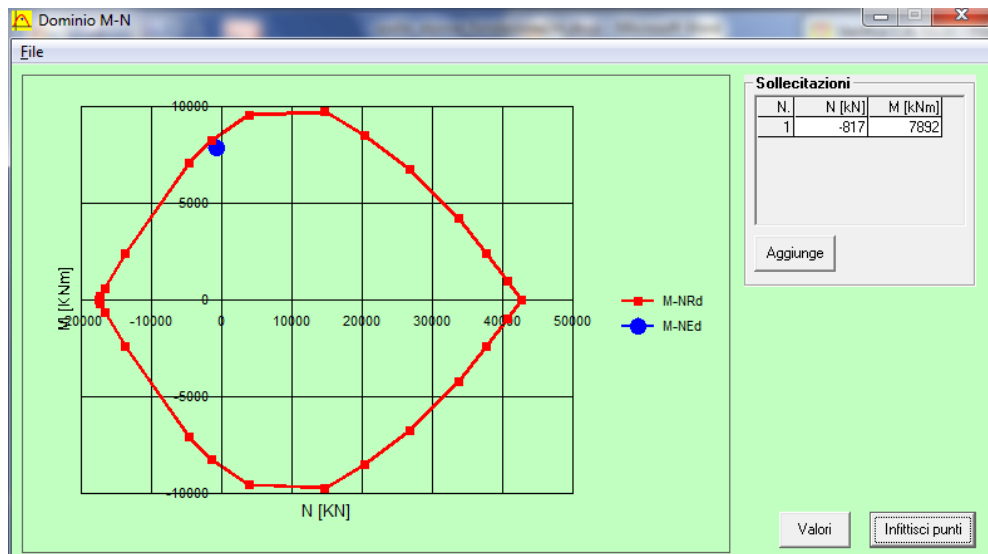 Dominio M-N
File
10000
5000
0
-5000
-10000
M [KNm]
-20000 -10000 0 10000 20000 30000 40000 50000
N [KN]
M-NRd
M-NEd
Sollecitazioni
N. N [kN] M [kNm]
1 -817 7892
Aggiunge
Valori Infittisci punti